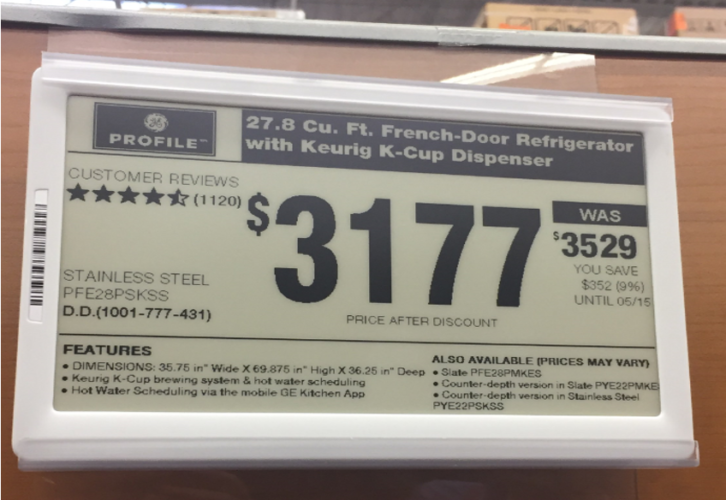 GE
PROFILE™
27.8 Cu. Ft. French-Door Refrigerator
with Keurig K-Cup Dispenser
CUSTOMER REVIEWS
(1120)
$3177
WAS
$3529
YOU SAVE
$352 (9%)
UNTIL 05/15
PRICE AFTER DISCOUNT
STAINLESS STEEL
PFE28PSKSS
D.D.(1001-777-431)
FEATURES
• DIMENSIONS: 35.75 in" Wide X 69.875 in" High X 36.25 in" Deep
• Keurig K-Cup brewing system & hot water scheduling
• Hot Water Scheduling via the mobile GE Kitchen App
ALSO AVAILABLE (PRICES MAY VARY)
• Slate PFE28PMKES
• Counter-depth version in Slate PYE22PMKE
• Counter-depth version in Stainless Steel
PYE22PSKSS